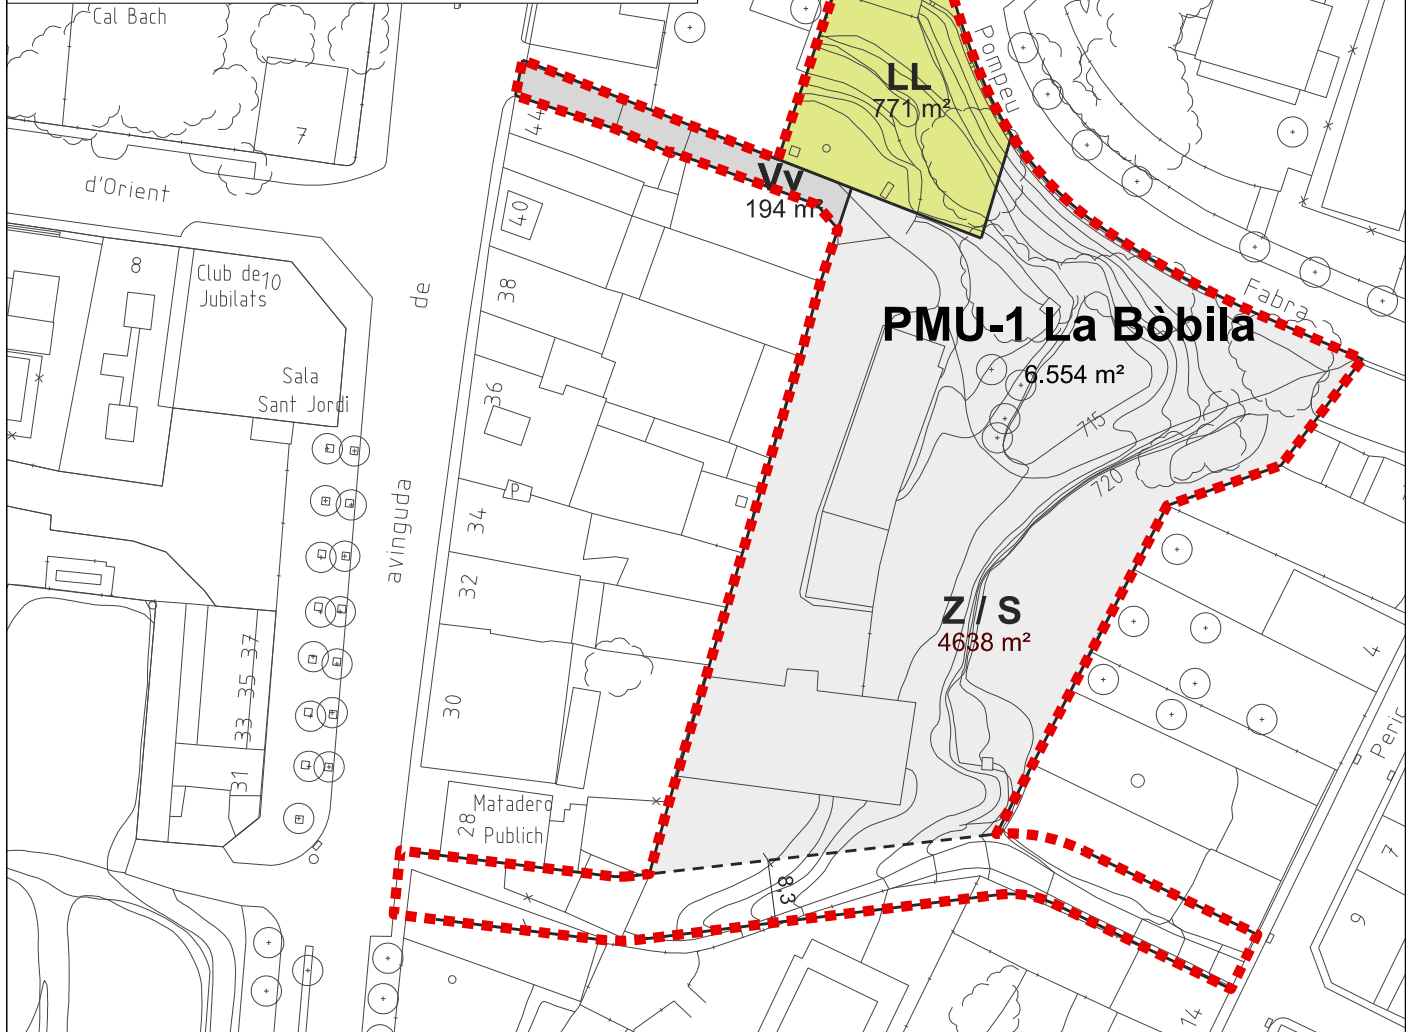 Cal Bach
7
d'Orient
44
LL
771 m²
Pompeu
Vv
194 m²
40
8
Club de
10
Jubilats
38
de
Fabra
PMU-1 La Bòbila
6.554 m²
Sala
Sant Jordi
36
715
720
P
34
avinguda
32
Z / S
4638 m²
37
35
33
31
30
4
Peric
Matadero
Publich
28
8,3
7
9
14